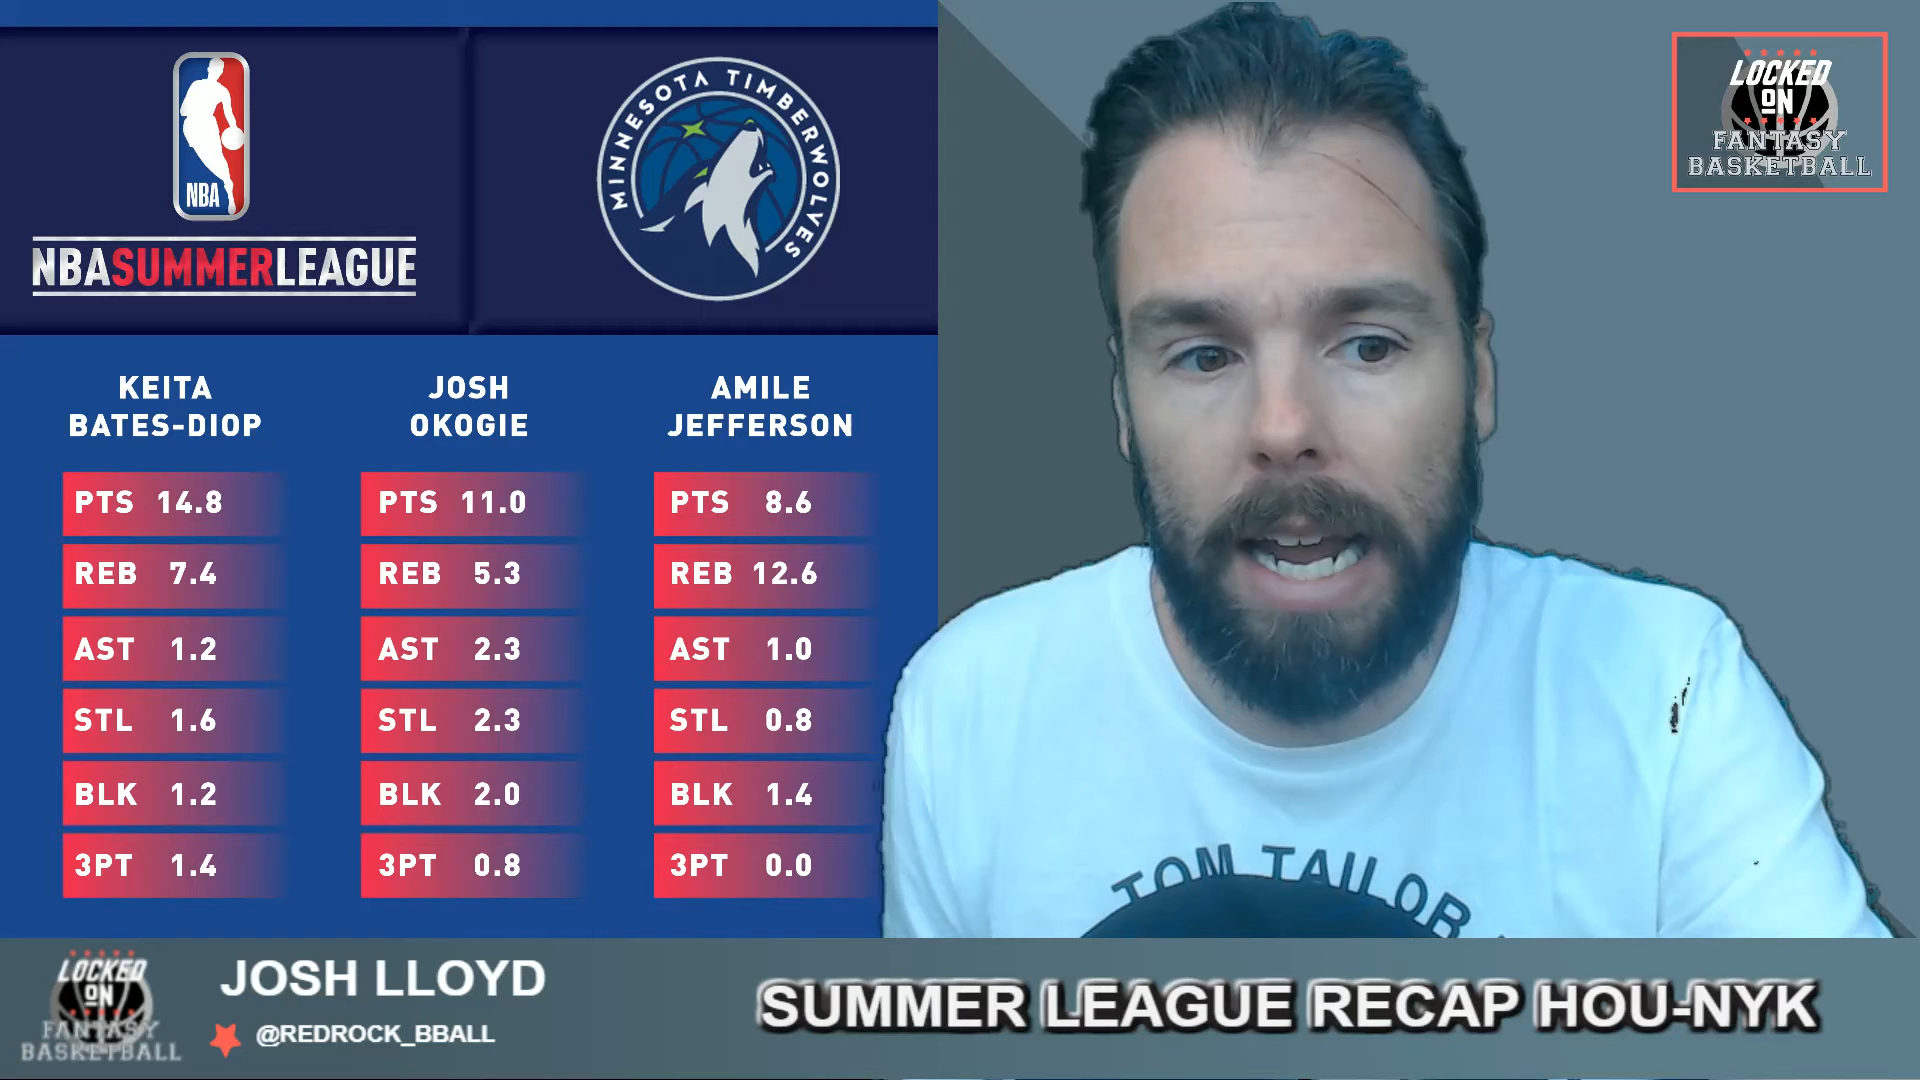 NBA
NBASUMMERLEAGUE
MINNESOTA TIMBERWOLVES
LOCKED
ON
FANTASY
BASKETBALL
KEITA
BATES-DIOP
PTS 14.8
REB 7.4
AST 1.2
STL 1.6
BLK 1.2
3PT 1.4
JOSH
OKOGIE
PTS 11.0
REB 5.3
AST 2.3
STL 2.3
BLK 2.0
3PT 0.8
AMILE
JEFFERSON
PTS 8.6
REB 12.6
AST 1.0
STL 0.8
BLK 1.4
3PT 0.0
TOM TAILOR
LOCKED
ON
FANTASY
BASKETBALL
JOSH LLOYD
@REDROCK_BBALL
SUMMER LEAGUE RECAP HOU-NYK